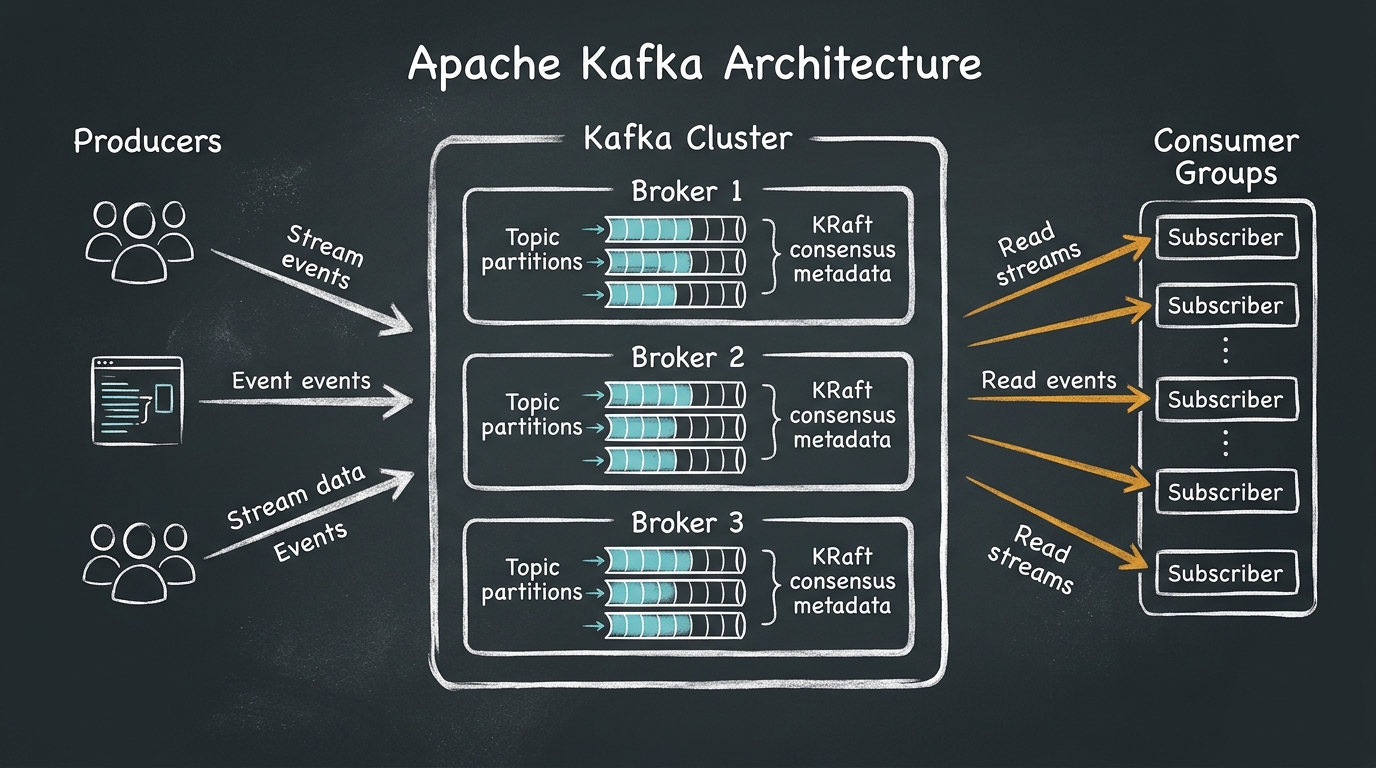 Apache Kafka Architecture
Producers
Stream
events
Event events
Stream data
Events
Kafka Cluster
Broker 1
Topic
partitions
KRaft
consensus
metadata
Broker 2
Topic
partitions
KRaft
consensus
metadata
Broker 3
Topic
partitions
KRaft
consensus
metadata
Read
streams
Read events
Read
streams
Consumer
Groups
Subscriber
Subscriber
Subscriber
Subscriber
Subscriber